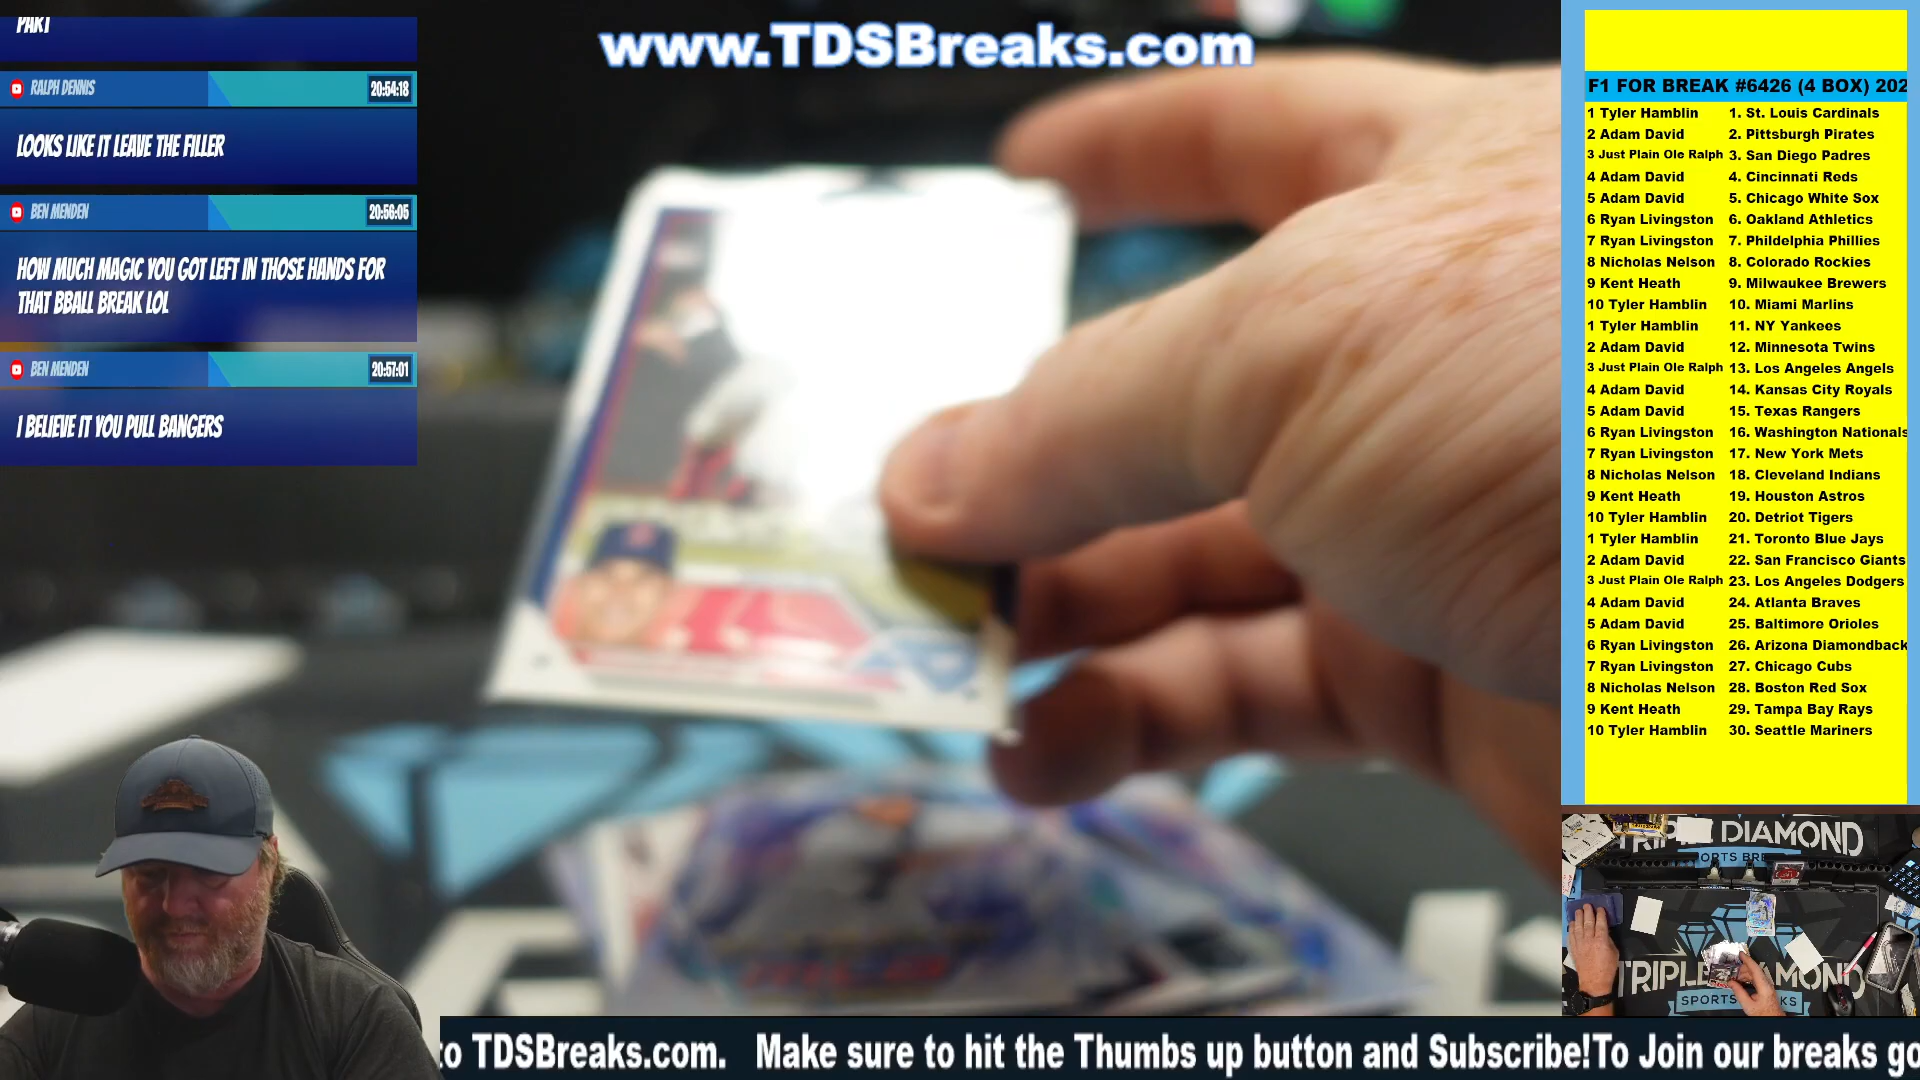 PART
RALPH DENNIS
20:54:18
LOOKS LIKE IT LEAVE THE FILLER
BEN MENDEN
20:56:05
HOW MUCH MAGIC YOU GOT LEFT IN THOSE HANDS FOR
THAT BBALL BREAK LOL
BEN MENDEN
20:57:01
I BELIEVE IT YOU PULL BANGERS
www.TDSBreaks.com
F1 FOR BREAK #6426 (4 BOX) 202
1 Tyler Hamblin 1. St. Louis Cardinals
2 Adam David 2. Pittsburgh Pirates
3 Just Plain Ole Ralph 3. San Diego Padres
4 Adam David 4. Cincinnati Reds
5 Adam David 5. Chicago White Sox
6 Ryan Livingston 6. Oakland Athletics
7 Ryan Livingston 7. Phildelphia Phillies
8 Nicholas Nelson 8. Colorado Rockies
9 Kent Heath 9. Milwaukee Brewers
10 Tyler Hamblin 10. Miami Marlins
1 Tyler Hamblin 11. NY Yankees
2 Adam David 12. Minnesota Twins
3 Just Plain Ole Ralph 13. Los Angeles Angels
4 Adam David 14. Kansas City Royals
5 Adam David 15. Texas Rangers
6 Ryan Livingston 16. Washington Nationals
7 Ryan Livingston 17. New York Mets
8 Nicholas Nelson 18. Cleveland Indians
9 Kent Heath 19. Houston Astros
10 Tyler Hamblin 20. Detriot Tigers
1 Tyler Hamblin 21. Toronto Blue Jays
2 Adam David 22. San Francisco Giants
3 Just Plain Ole Ralph 23. Los Angeles Dodgers
4 Adam David 24. Atlanta Braves
5 Adam David 25. Baltimore Orioles
6 Ryan Livingston 26. Arizona Diamondback
7 Ryan Livingston 27. Chicago Cubs
8 Nicholas Nelson 28. Boston Red Sox
9 Kent Heath 29. Tampa Bay Rays
10 Tyler Hamblin 30. Seattle Mariners
TRIPLE DIAMOND
SPORTS BRE
TRIPLE DIAMOND
SPORTS BREAKS
to TDSBreaks.com. Make sure to hit the Thumbs up button and Subscribe!To Join our breaks go